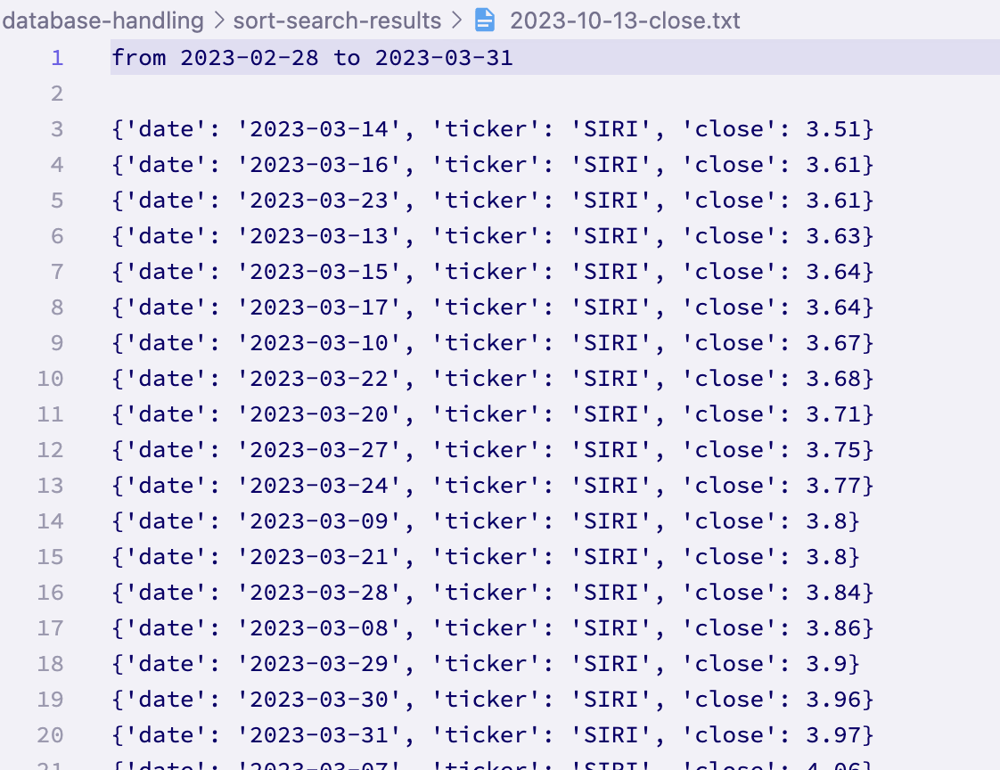 database-handling > sort-search-results > 2023-10-13-close.txt
1 from 2023-02-28 to 2023-03-31
2
3 {'date': '2023-03-14', 'ticker': 'SIRI', 'close': 3.51}
4 {'date': '2023-03-16', 'ticker': 'SIRI', 'close': 3.61}
5 {'date': '2023-03-23', 'ticker': 'SIRI', 'close': 3.61}
6 {'date': '2023-03-13', 'ticker': 'SIRI', 'close': 3.63}
7 {'date': '2023-03-15', 'ticker': 'SIRI', 'close': 3.64}
8 {'date': '2023-03-17', 'ticker': 'SIRI', 'close': 3.64}
9 {'date': '2023-03-10', 'ticker': 'SIRI', 'close': 3.67}
10 {'date': '2023-03-22', 'ticker': 'SIRI', 'close': 3.68}
11 {'date': '2023-03-20', 'ticker': 'SIRI', 'close': 3.71}
12 {'date': '2023-03-27', 'ticker': 'SIRI', 'close': 3.75}
13 {'date': '2023-03-24', 'ticker': 'SIRI', 'close': 3.77}
14 {'date': '2023-03-09', 'ticker': 'SIRI', 'close': 3.8}
15 {'date': '2023-03-21', 'ticker': 'SIRI', 'close': 3.8}
16 {'date': '2023-03-28', 'ticker': 'SIRI', 'close': 3.84}
17 {'date': '2023-03-08', 'ticker': 'SIRI', 'close': 3.86}
18 {'date': '2023-03-29', 'ticker': 'SIRI', 'close': 3.9}
19 {'date': '2023-03-30', 'ticker': 'SIRI', 'close': 3.96}
20 {'date': '2023-03-31', 'ticker': 'SIRI', 'close': 3.97}
21 {'date': '2023-03-07', 'ticker': 'SIRI', 'close': 4.06}